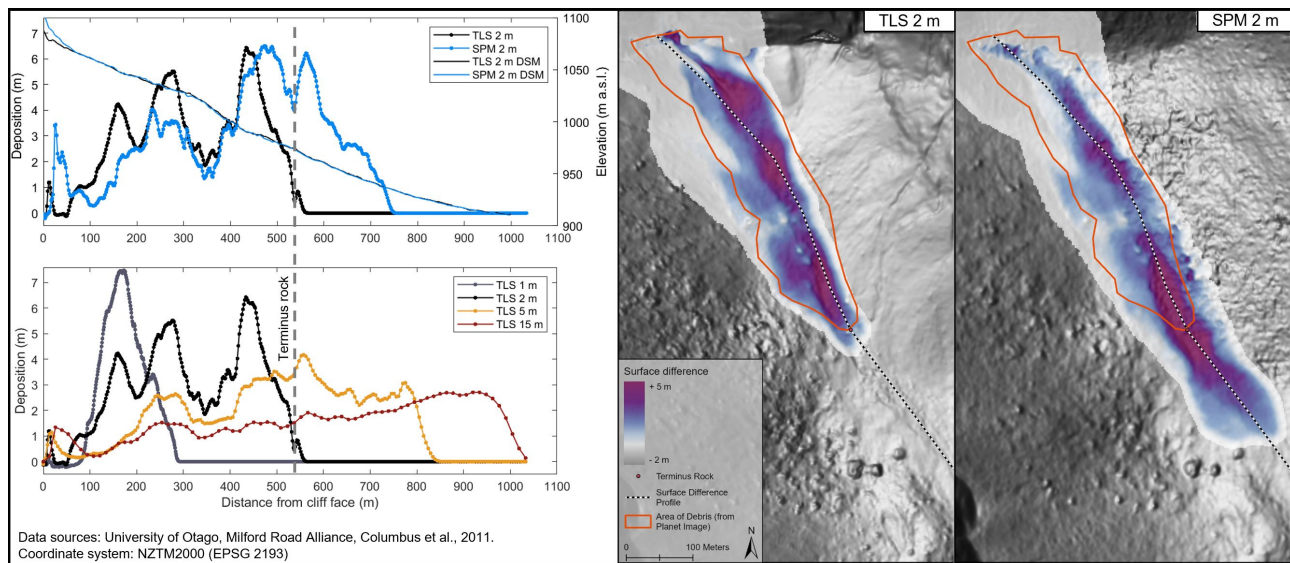 TLS 2 m
SPM 2 m
TLS 2 m DSM
SPM 2 m DSM
Deposition (m)
7
6
5
4
3
2
1
0
Elevation (m a.s.l.)
1100
1050
1000
950
900
0 100 200 300 400 500 600 700 800 900 1000 1100
Terminus rock
TLS 1 m
TLS 2 m
TLS 5 m
TLS 15 m
Deposition (m)
7
6
5
4
3
2
1
0
0 100 200 300 400 500 600 700 800 900 1000 1100
Distance from cliff face (m)
Data sources: University of Otago, Milford Road Alliance, Columbus et al., 2011.
Coordinate system: NZTM2000 (EPSG 2193)
TLS 2 m
Surface difference
+ 5 m
- 2 m
Terminus Rock
Surface Difference
Profile
Area of Debris (from
Planet Image)
N
0 100 Meters
SPM 2 m